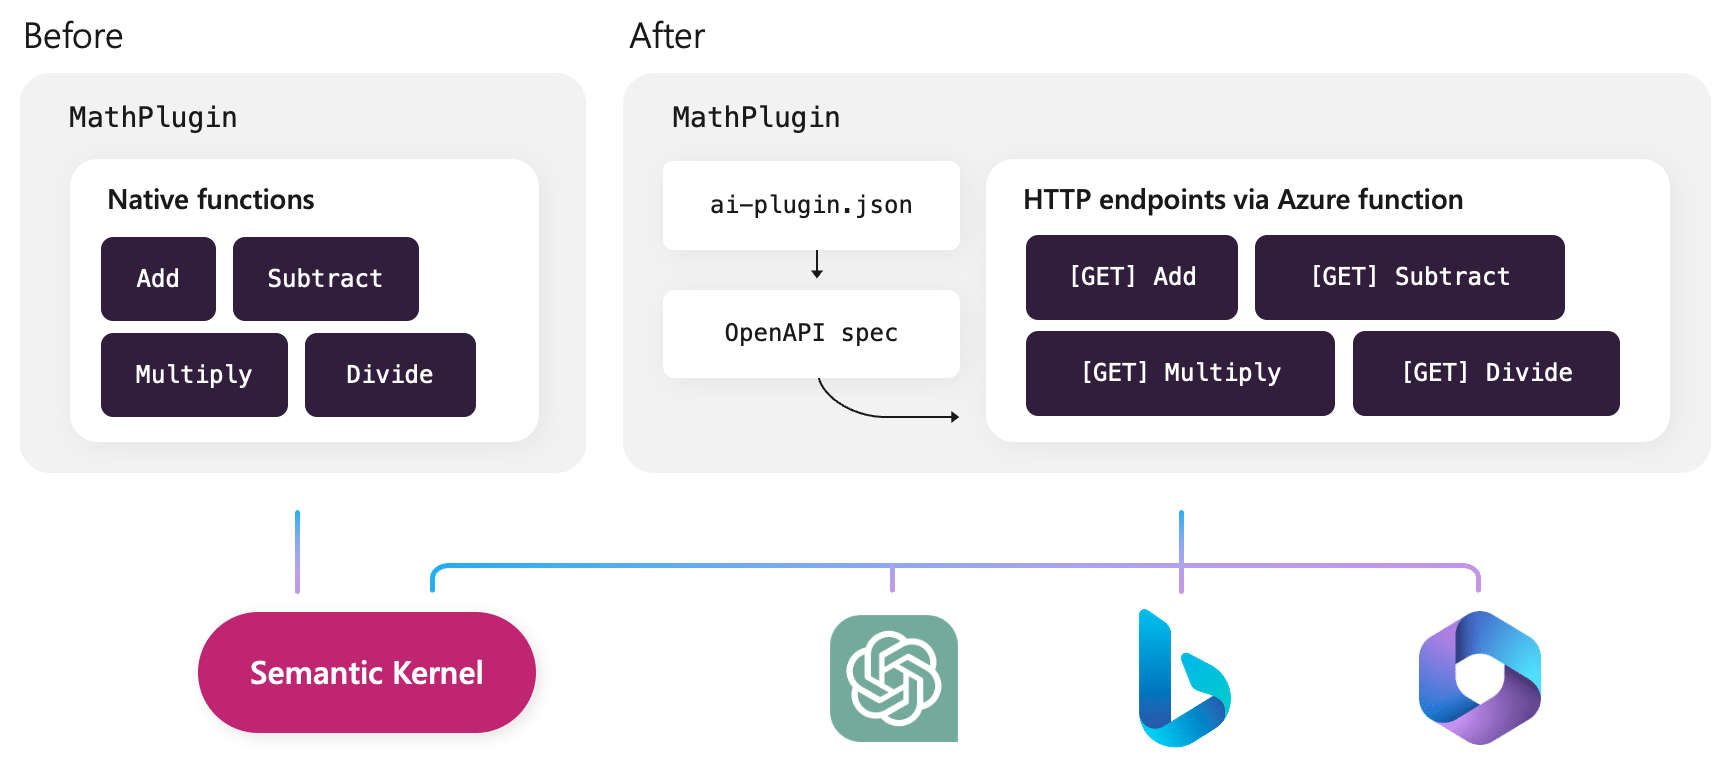 Before
MathPlugin
Native functions
Add
Subtract
Multiply
Divide
After
MathPlugin
ai-plugin.json
OpenAPI spec
HTTP endpoints via Azure function
[GET] Add
[GET] Subtract
[GET] Multiply
[GET] Divide
Semantic Kernel